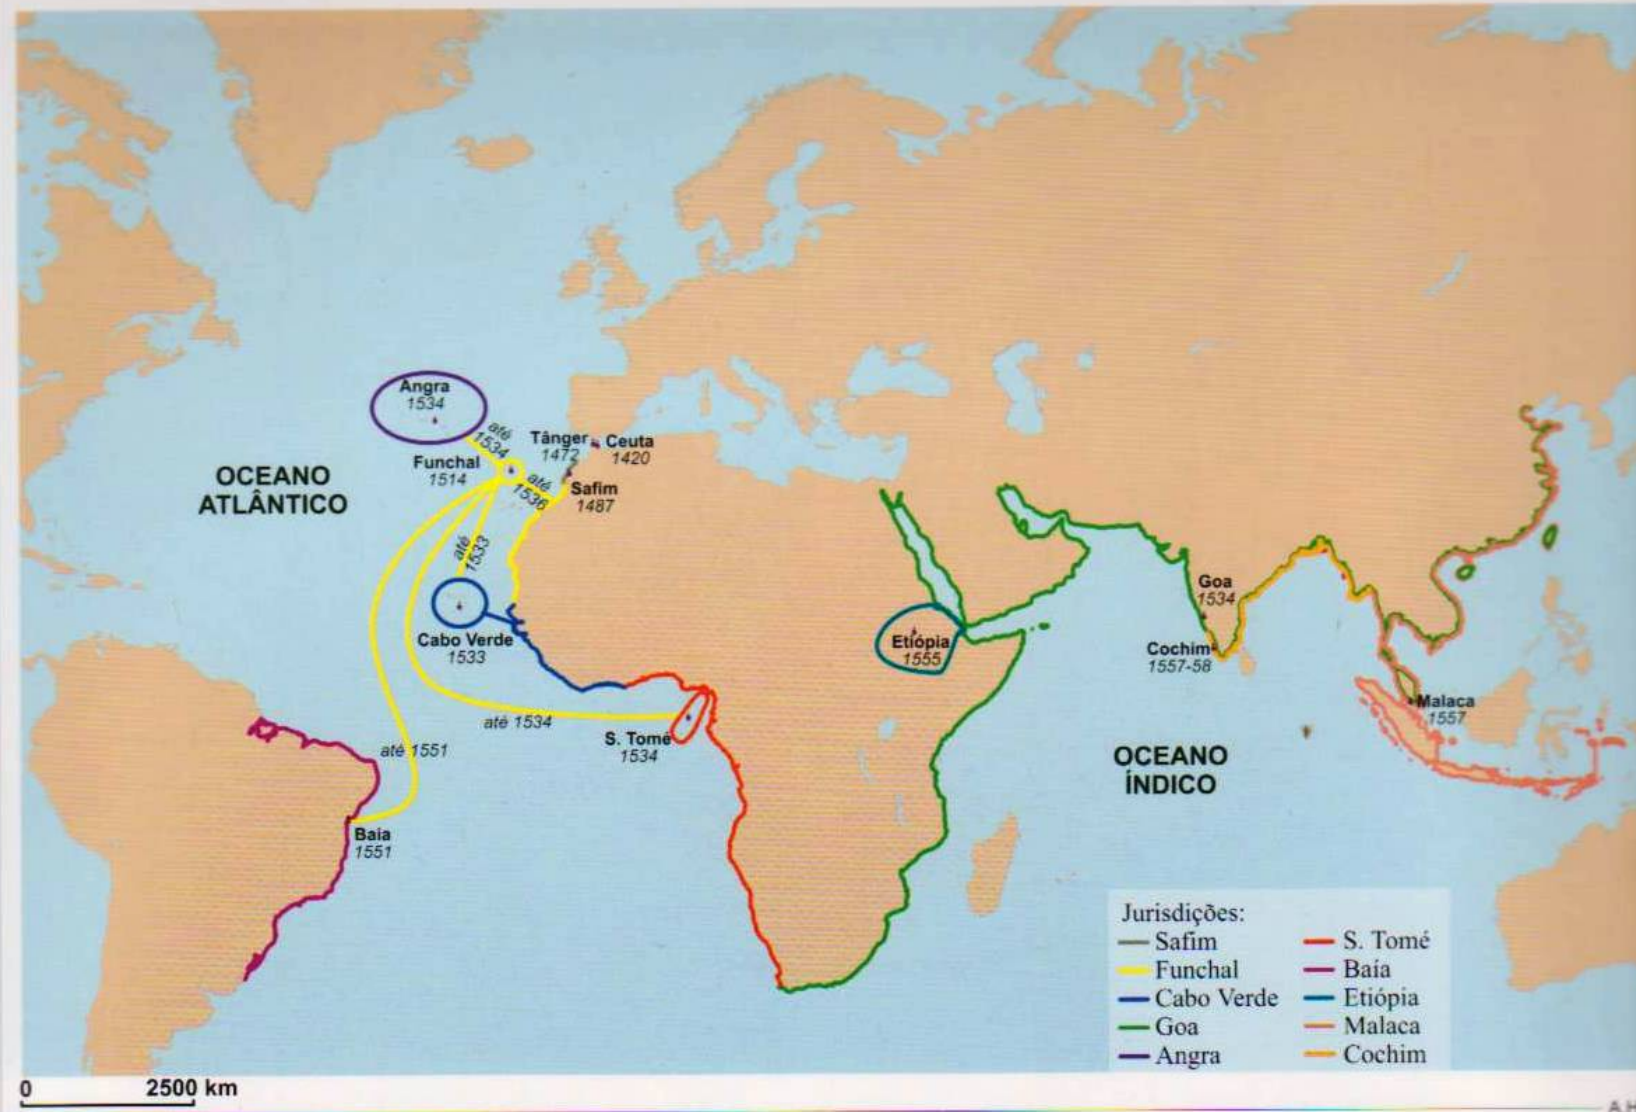 Angra
1534
até
1534
Tânger
1472
Ceuta
1420
Funchal
1514
até
1536
Safim
1487
OCEANO
ATLÂNTICO
até
1533
Cabo Verde
1533
Etiópia
1555
Goa
1534
Cochim
1557-58
Malaca
1557
até 1534
S. Tomé
1534
até 1551
Baía
1551
OCEANO
ÍNDICO
Jurisdições:
Safim
Funchal
Cabo Verde
Goa
Angra
S. Tomé
Baía
Etiópia
Malaca
Cochim
0 2500 km